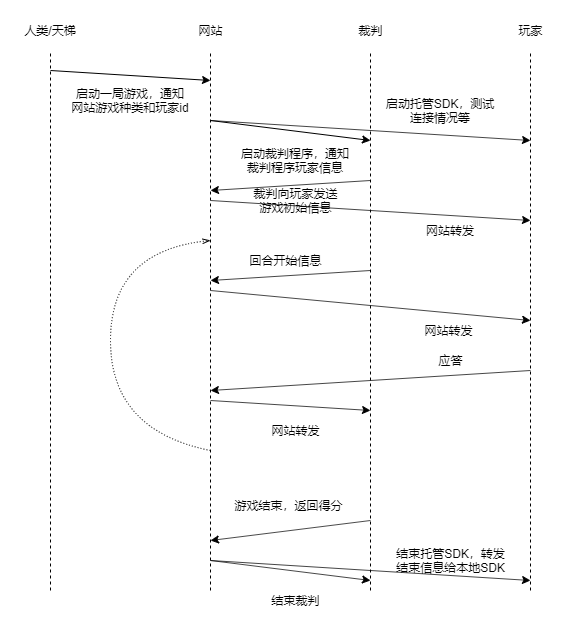 人类/天梯
网站
裁判
玩家
启动一局游戏，通知
网站游戏种类和玩家id
启动托管SDK，测试
连接情况等
启动裁判程序，通知
裁判程序玩家信息
裁判向玩家发送
游戏初始信息
网站转发
回合开始信息
网站转发
应答
网站转发
游戏结束，返回得分
结束托管SDK，转发
结束信息给本地SDK
结束裁判